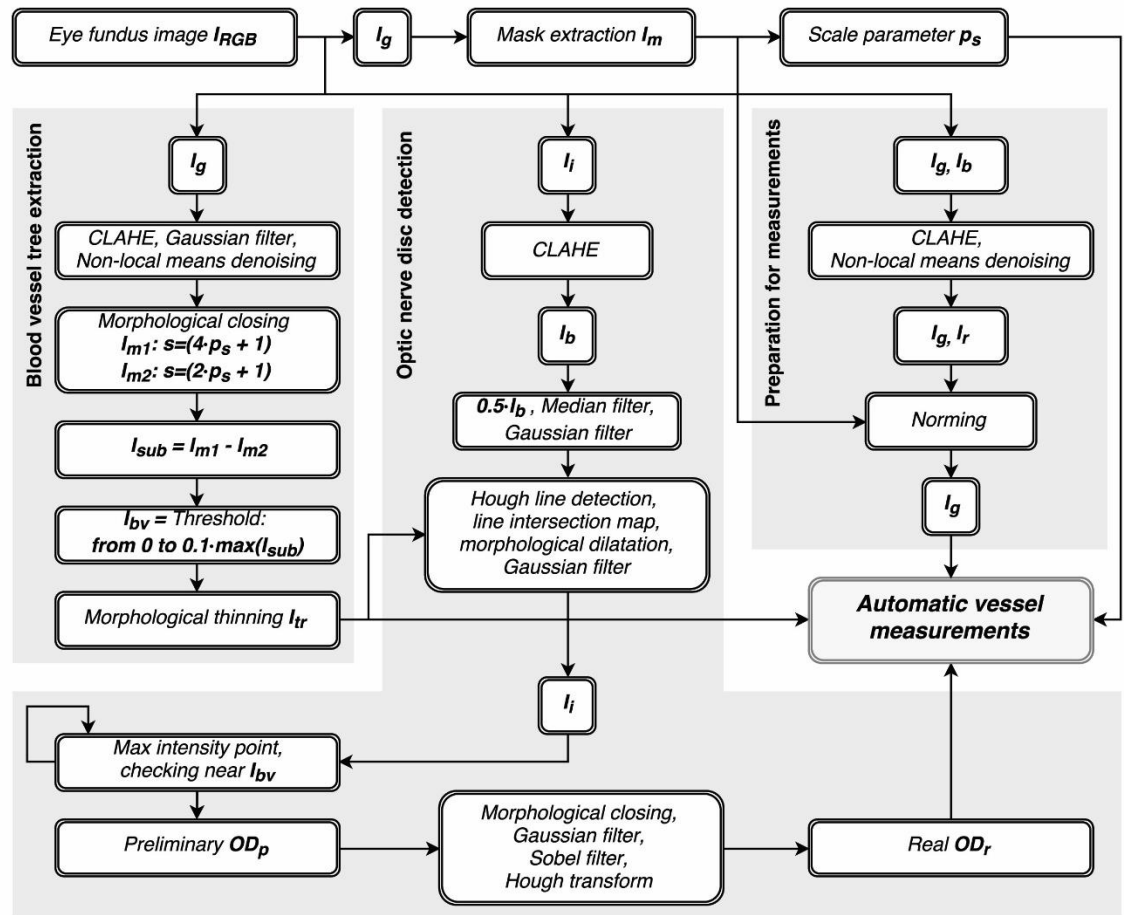 Eye fundus image I_RGB
I_g
Mask extraction I_m
Scale parameter p_s
Blood vessel tree extraction
I_g
CLAHE, Gaussian filter,
Non-local means denoising
Morphological closing
I_m1: s=(4·p_s + 1)
I_m2: s=(2·p_s + 1)
I_sub = I_m1 - I_m2
I_bv = Threshold:
from 0 to 0.1·max(I_sub)
Morphological thinning I_tr
Optic nerve disc detection
I_i
CLAHE
I_b
0.5·I_b , Median filter,
Gaussian filter
Hough line detection,
line intersection map,
morphological dilatation,
Gaussian filter
I_i
Preparation for measurements
I_g, I_b
CLAHE,
Non-local means denoising
I_g, I_r
Norming
I_g
Automatic vessel
measurements
Max intensity point,
checking near I_bv
Preliminary OD_p
Morphological closing,
Gaussian filter,
Sobel filter,
Hough transform
Real OD_r